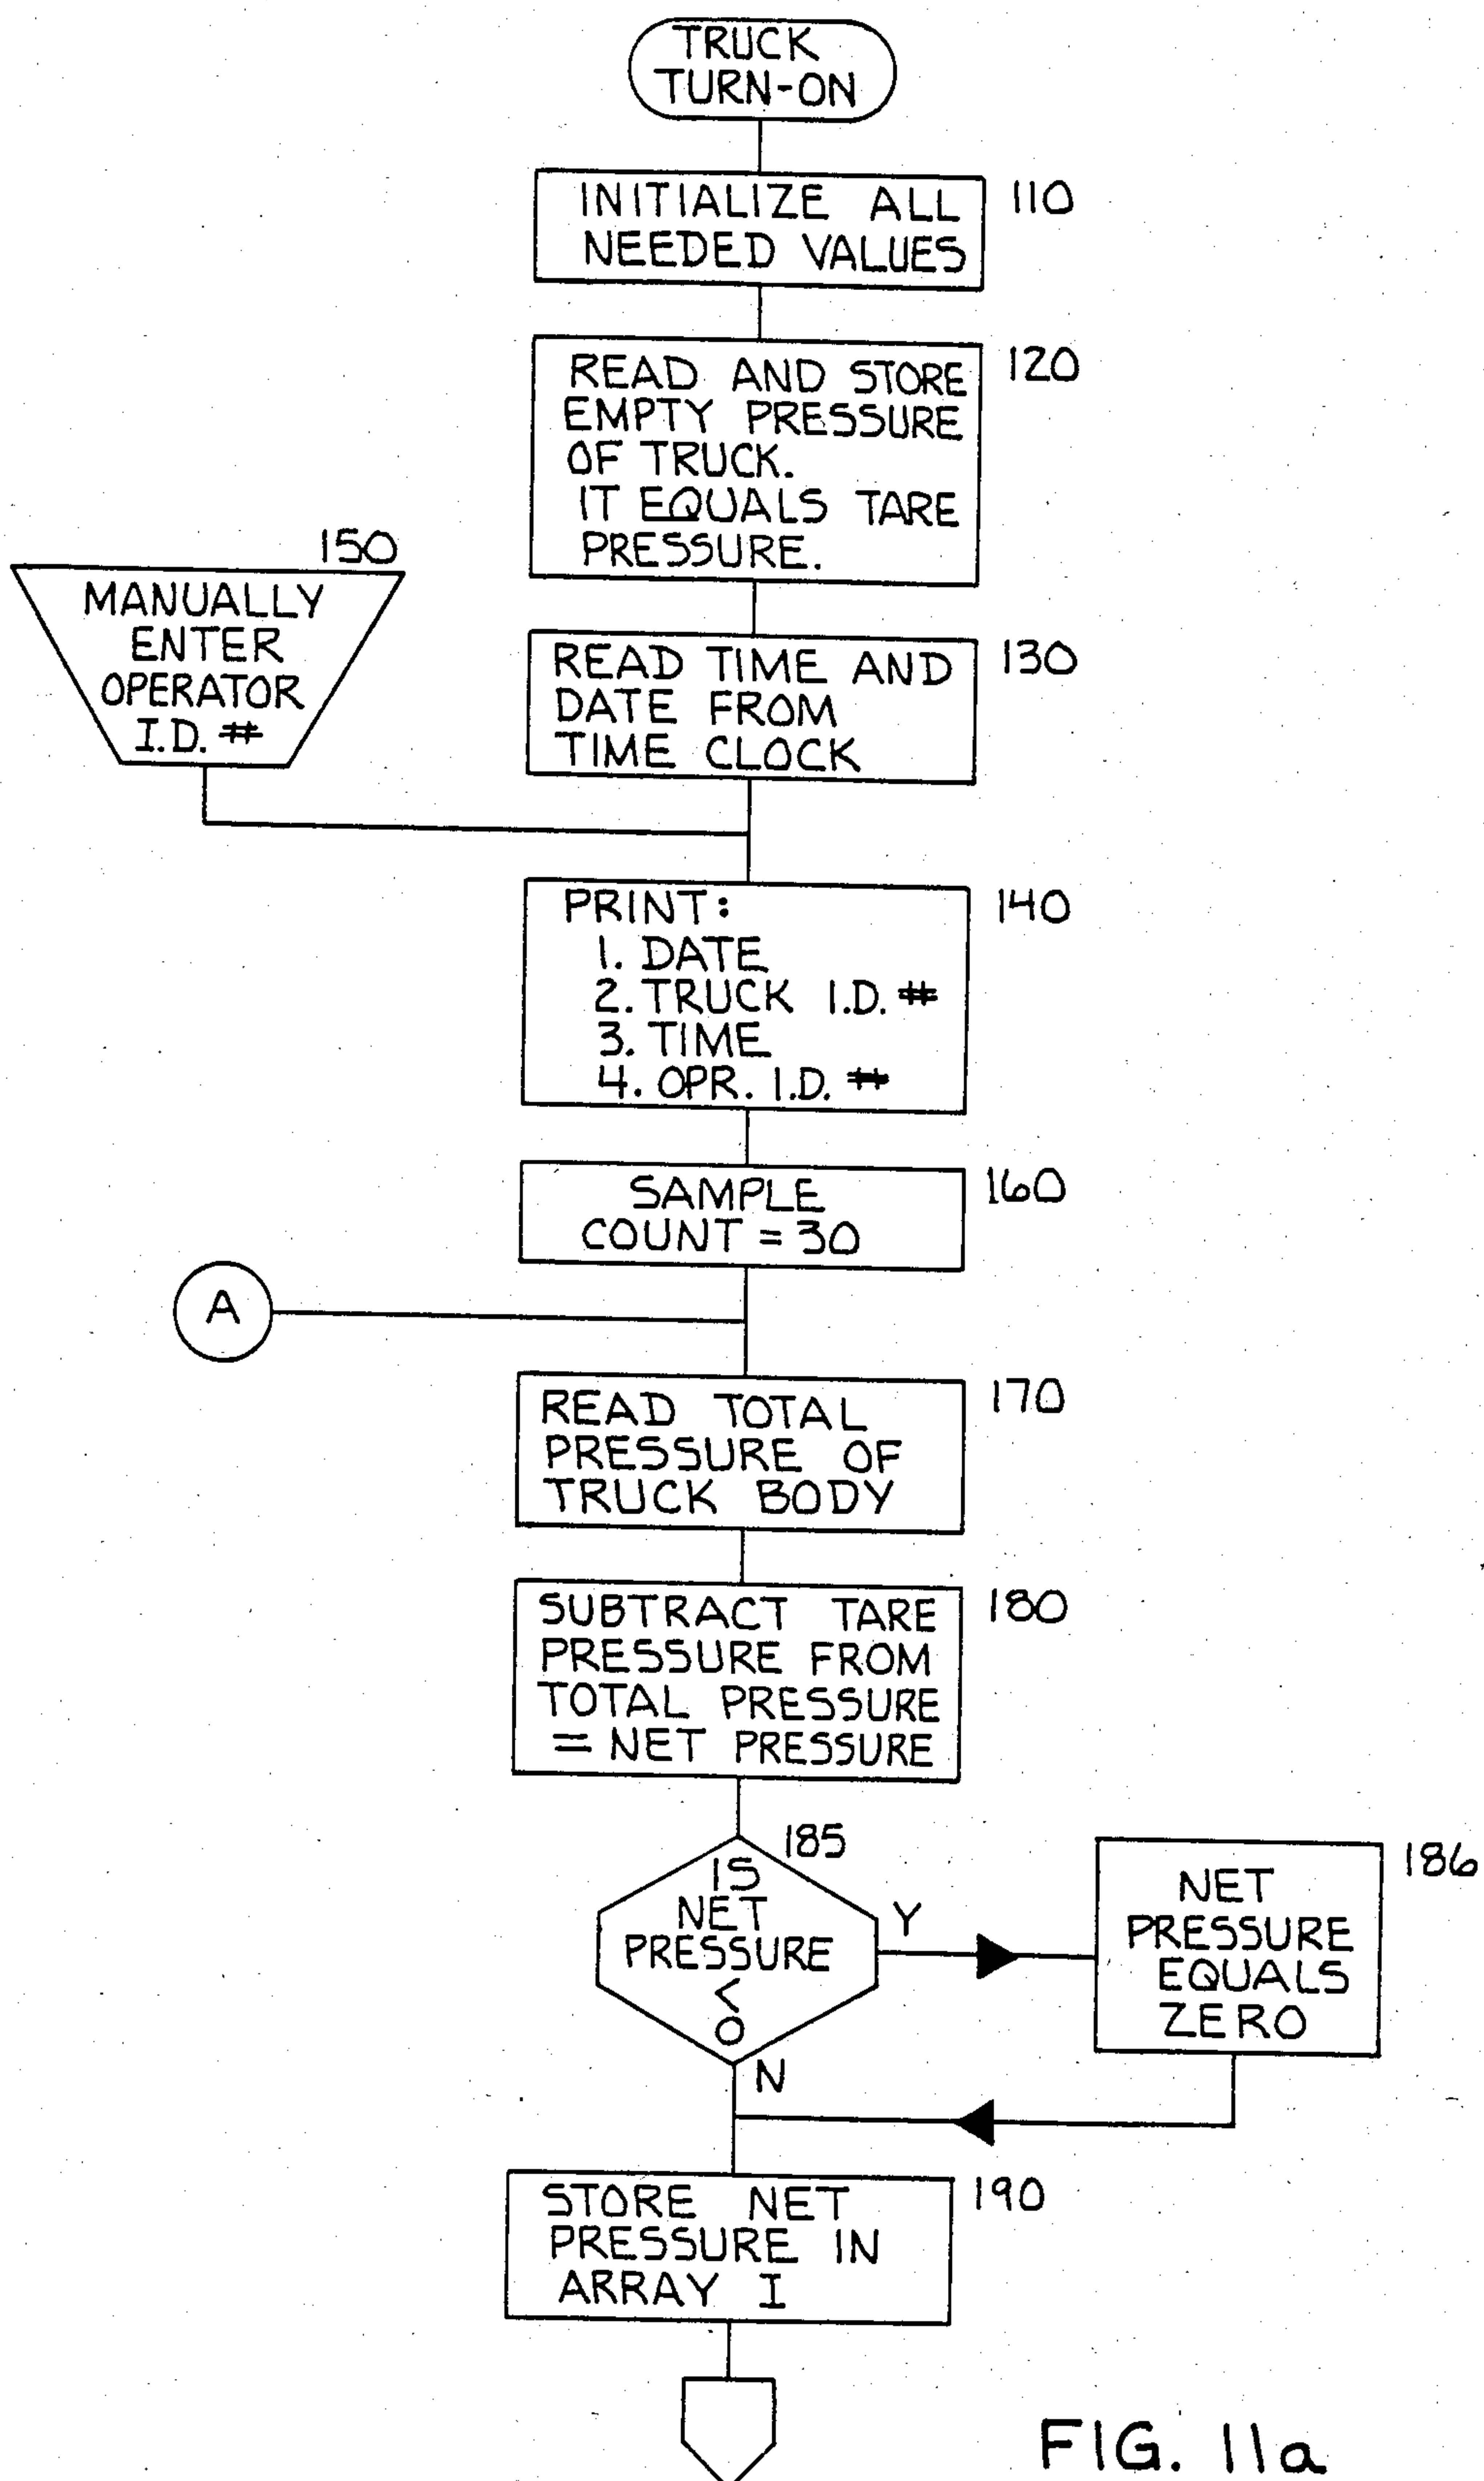 TRUCK
TURN-ON
INITIALIZE ALL
NEEDED VALUES
110
READ AND STORE
EMPTY PRESSURE
OF TRUCK.
IT EQUALS TARE
PRESSURE.
120
150
MANUALLY
ENTER
OPERATOR
I.D. #
READ TIME AND
DATE FROM
TIME CLOCK
130
PRINT:
1. DATE
2. TRUCK I.D. #
3. TIME
4. OPR. I.D. #
140
SAMPLE
COUNT = 30
160
A
READ TOTAL
PRESSURE OF
TRUCK BODY
170
SUBTRACT TARE
PRESSURE FROM
TOTAL PRESSURE
= NET PRESSURE
180
185
IS
NET
PRESSURE
<
0
Y
N
NET
PRESSURE
EQUALS
ZERO
186
STORE NET
PRESSURE IN
ARRAY I
190
FIG. 11a